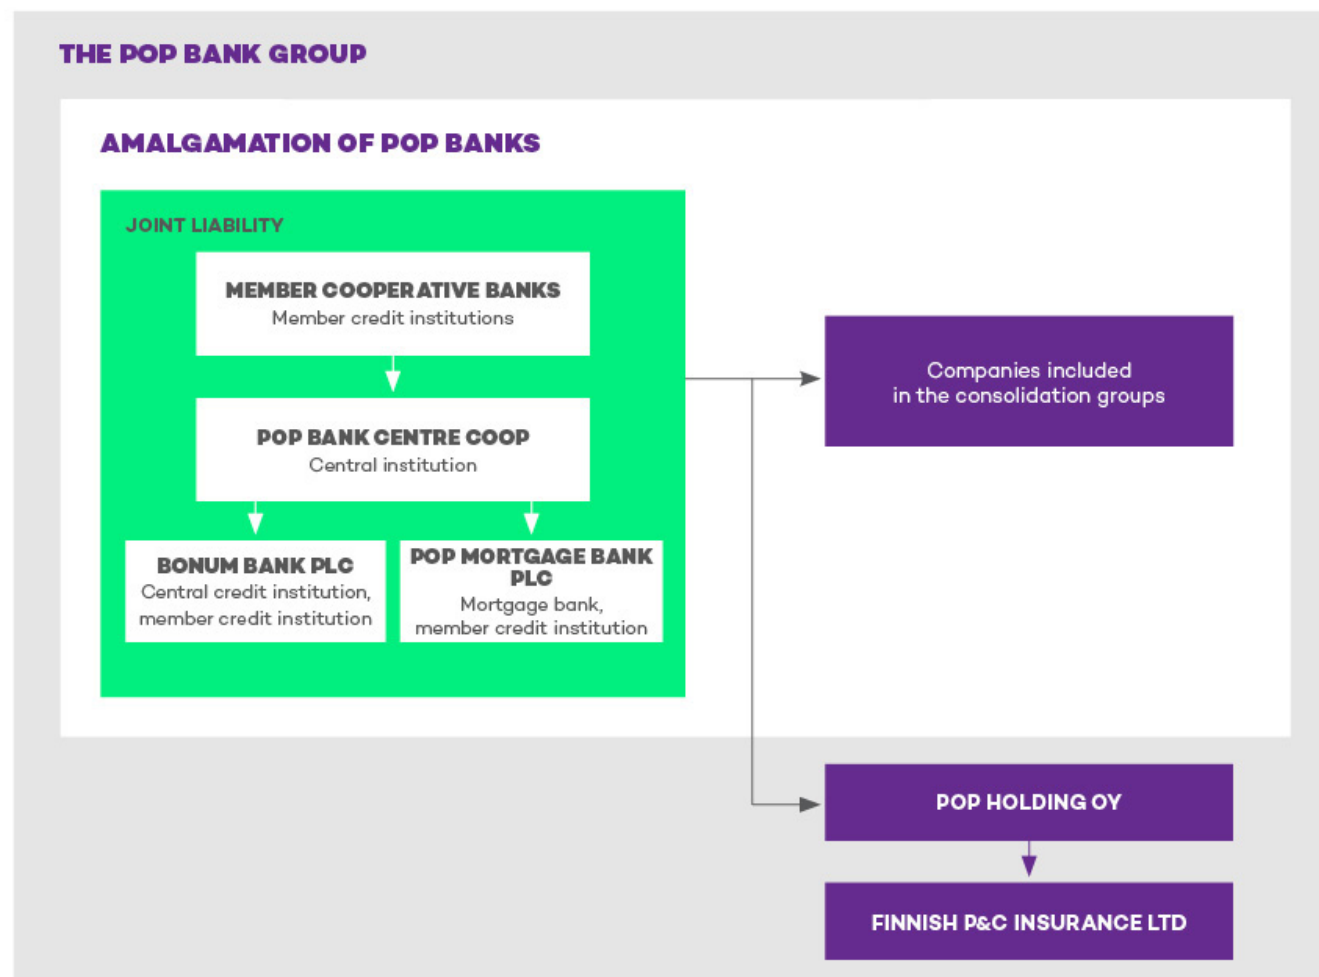 THE POP BANK GROUP
AMALGAMATION OF POP BANKS
JOINT LIABILITY
MEMBER COOPERATIVE BANKS
Member credit institutions
POP BANK CENTRE COOP
Central institution
BONUM BANK PLC
Central credit institution,
member credit institution
POP MORTGAGE BANK
PLC
Mortgage bank,
member credit institution
Companies included
in the consolidation groups
POP HOLDING OY
FINNISH P&C INSURANCE LTD